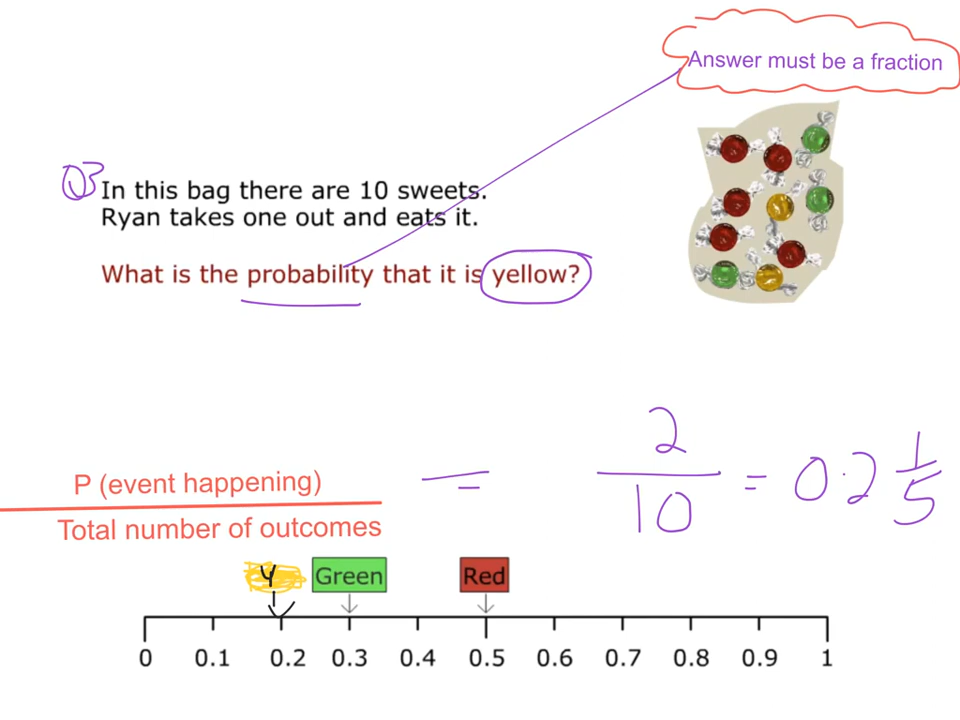 Answer must be a fraction
Q3
In this bag there are 10 sweets.
Ryan takes one out and eats it.
What is the probability that it is yellow?
P (event happening)
Total number of outcomes
= 2/10 = 0.2 1/5
Y Green Red
0 0.1 0.2 0.3 0.4 0.5 0.6 0.7 0.8 0.9 1